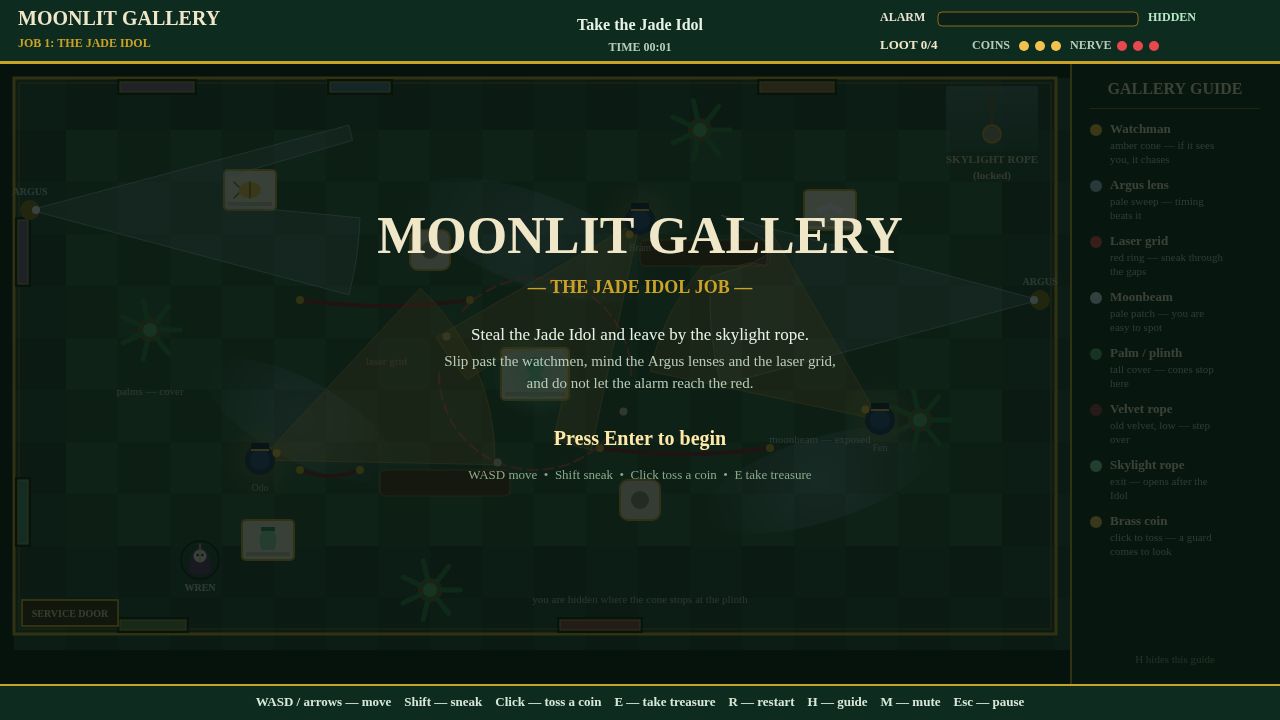 MOONLIT GALLERY
JOB 1: THE JADE IDOL
Take the Jade Idol
TIME 00:01
ALARM
HIDDEN
LOOT 0/4
COINS
NERVE
ARGUS
SKYLIGHT ROPE
(locked)
Bram
MOONLIT GALLERY
— THE JADE IDOL JOB —
ARGUS
Steal the Jade Idol and leave by the skylight rope.
Slip past the watchmen, mind the Argus lenses and the laser grid,
and do not let the alarm reach the red.
laser grid
palms — cover
Press Enter to begin
moonbeam — exposed
Fen
WASD move • Shift sneak • Click toss a coin • E take treasure
Odo
WREN
you are hidden where the cone stops at the plinth
SERVICE DOOR
GALLERY GUIDE
Watchman
amber cone — if it sees
you, it chases
Argus lens
pale sweep — timing
beats it
Laser grid
red ring — sneak through
the gaps
Moonbeam
pale patch — you are
easy to spot
Palm / plinth
tall cover — cones stop
here
Velvet rope
old velvet, low — step
over
Skylight rope
exit — opens after the
Idol
Brass coin
click to toss — a guard
comes to look
H hides this guide
WASD / arrows — move Shift — sneak Click — toss a coin E — take treasure R — restart H — guide M — mute Esc — pause